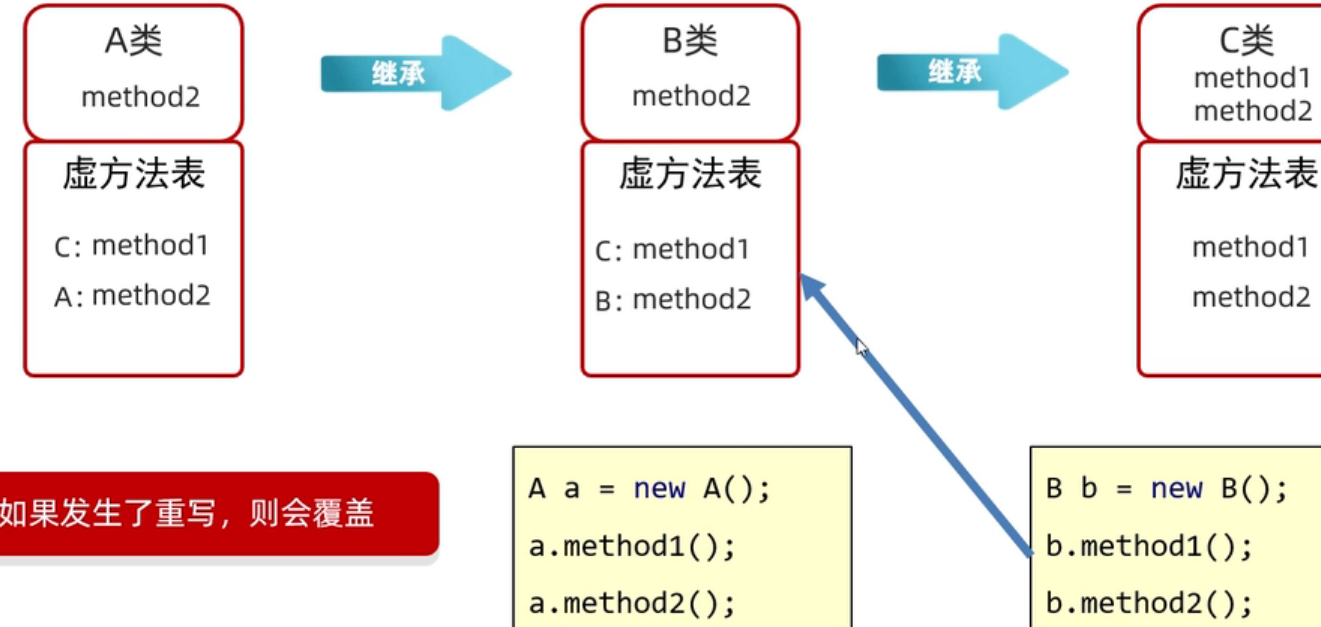 A类
method2
继承
B类
method2
继承
C类
method1
method2
虚方法表
C: method1
A: method2
虚方法表
C: method1
B: method2
虚方法表
method1
method2
如果发生了重写，则会覆盖
A a = new A();
a.method1();
a.method2();
B b = new B();
b.method1();
b.method2();